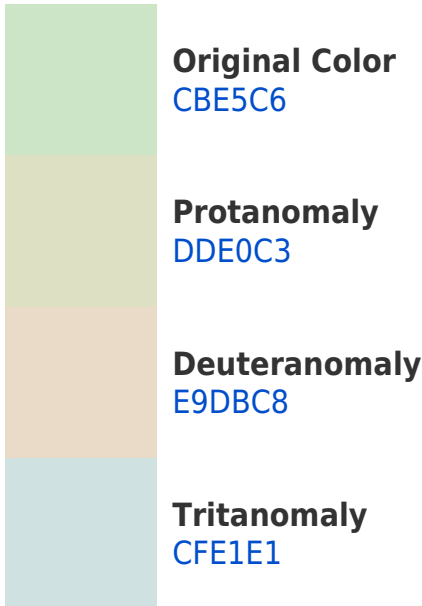 Original Color
CBE5C6
Protanomaly
DDE0C3
Deuteranomaly
E9DBC8
Tritanomaly
CFE1E1